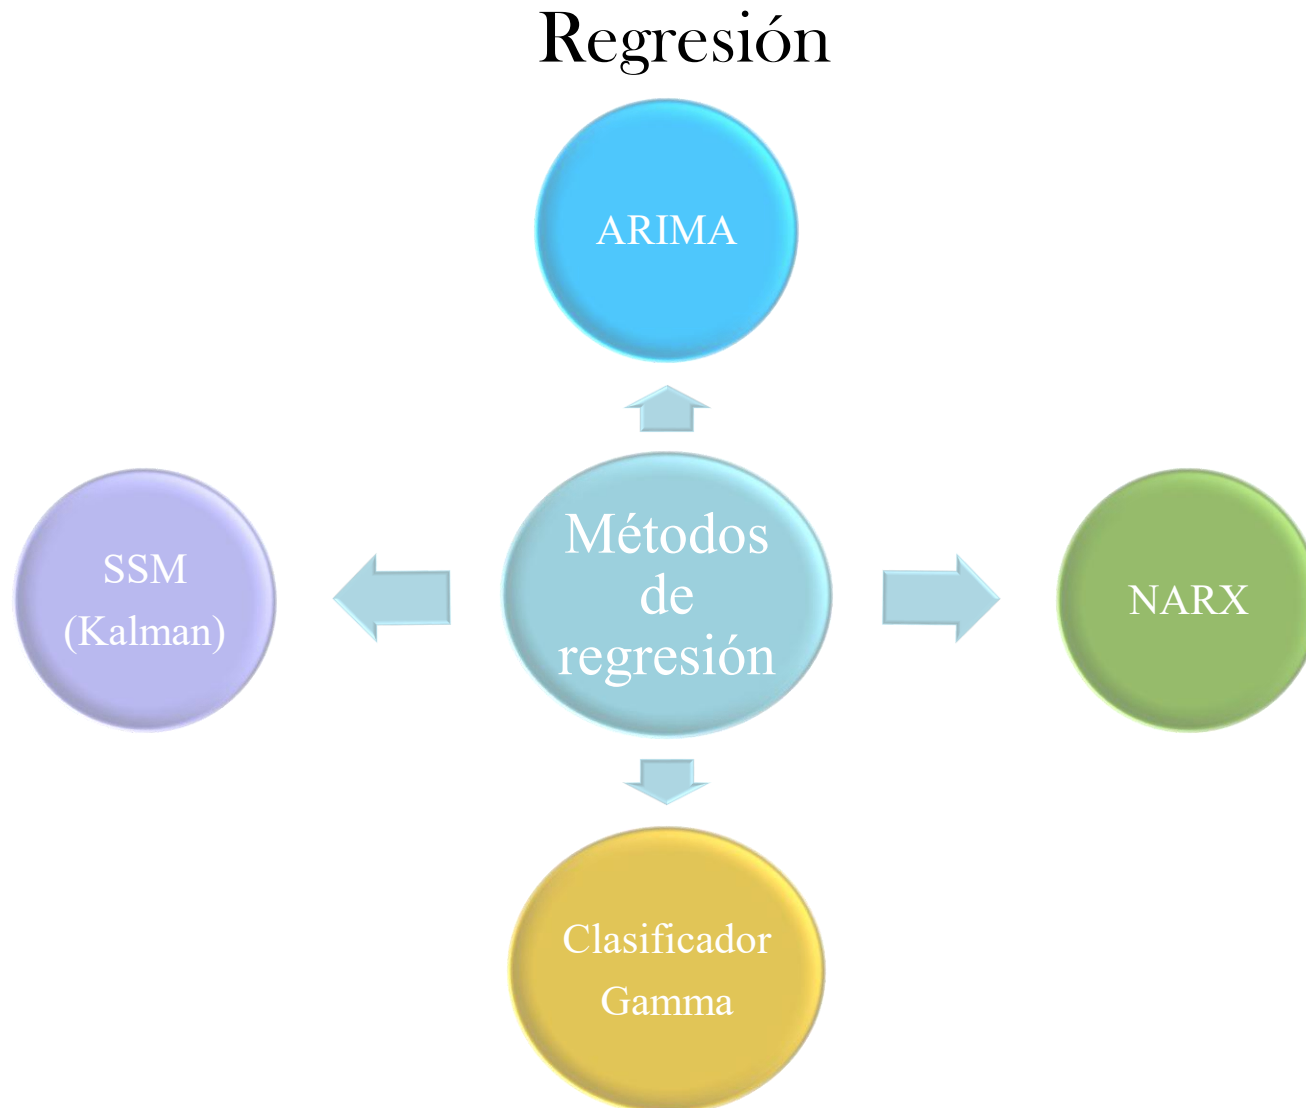 Regresión
ARIMA
SSM
(Kalman)
Métodos
de
regresión
NARX
Clasificador
Gamma